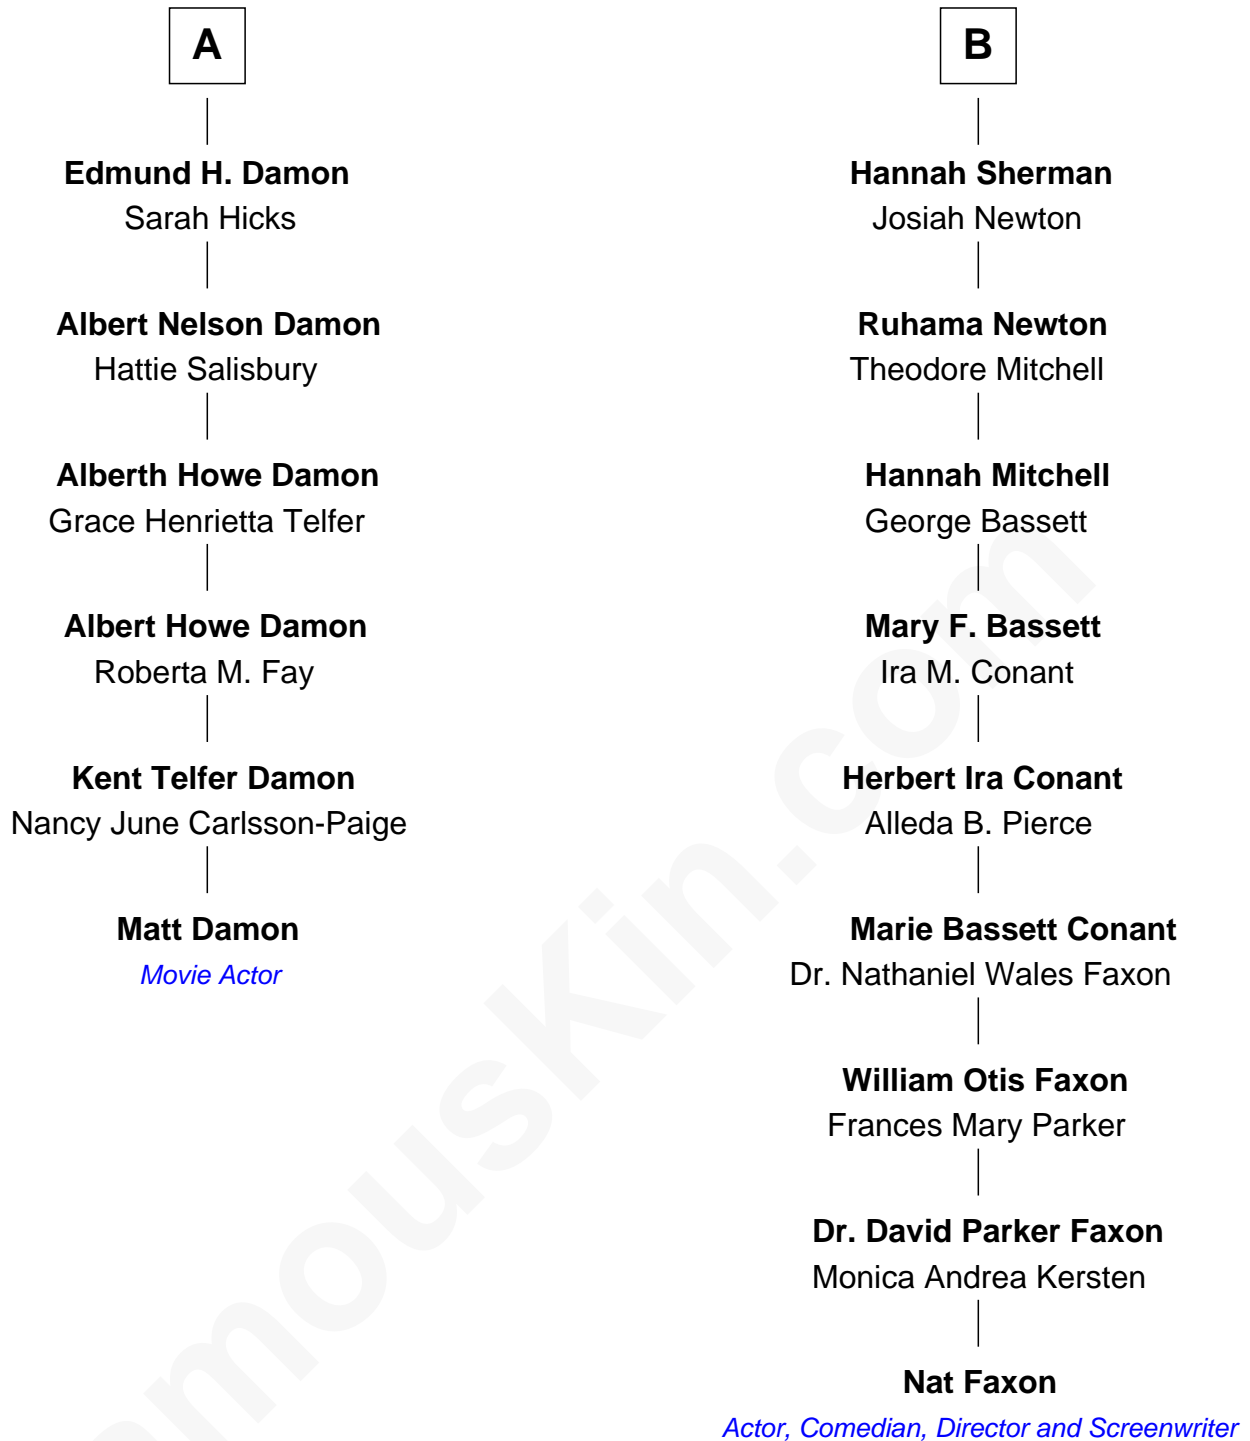 A
Edmund H. Damon
Sarah Hicks
Albert Nelson Damon
Hattie Salisbury
Alberth Howe Damon
Grace Henrietta Telfer
Albert Howe Damon
Roberta M. Fay
Kent Telfer Damon
Nancy June Carlsson-Paige
Matt Damon
Movie Actor
B
Hannah Sherman
Josiah Newton
Ruhama Newton
Theodore Mitchell
Hannah Mitchell
George Bassett
Mary F. Bassett
Ira M. Conant
Herbert Ira Conant
Alleda B. Pierce
Marie Bassett Conant
Dr. Nathaniel Wales Faxon
William Otis Faxon
Frances Mary Parker
Dr. David Parker Faxon
Monica Andrea Kersten
Nat Faxon
Actor, Comedian, Director and Screenwriter
amousKin.com